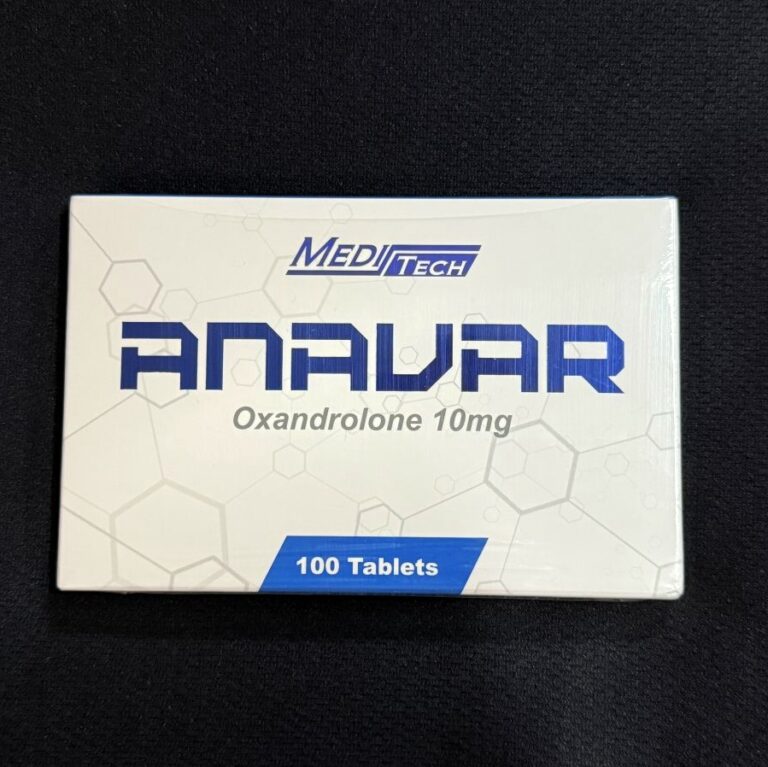 MEDITECH
ANAVAR
Oxandrolone 10mg
100 Tablets